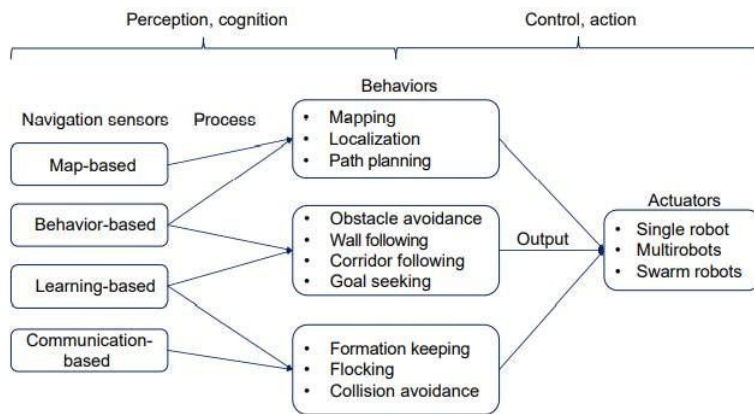 Perception, cognition
Control, action
Behaviors
Navigation sensors
Process
• Mapping
• Localization
• Path planning
Map-based
Behavior-based
• Obstacle avoidance
• Wall following
• Corridor following
• Goal seeking
Output
Actuators
• Single robot
• Multirobots
• Swarm robots
Learning-based
Communication-
based
• Formation keeping
• Flocking
• Collision avoidance